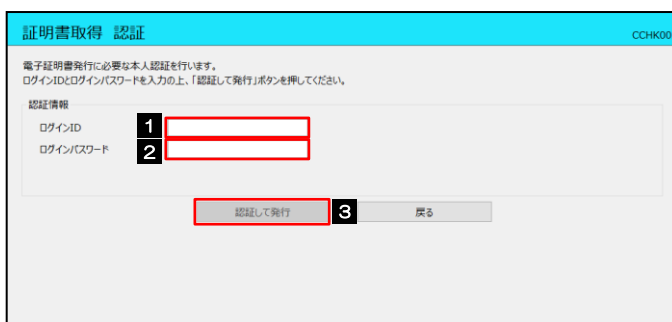 証明書取得 認証
CCHK00
電子証明書発行に必要な本人認証を行います。
ログインIDとログインパスワードを入力の上、「認証して発行」ボタンを押してください。
認証情報
ログインID 1
ログインパスワード 2
認証して発行 3 戻る